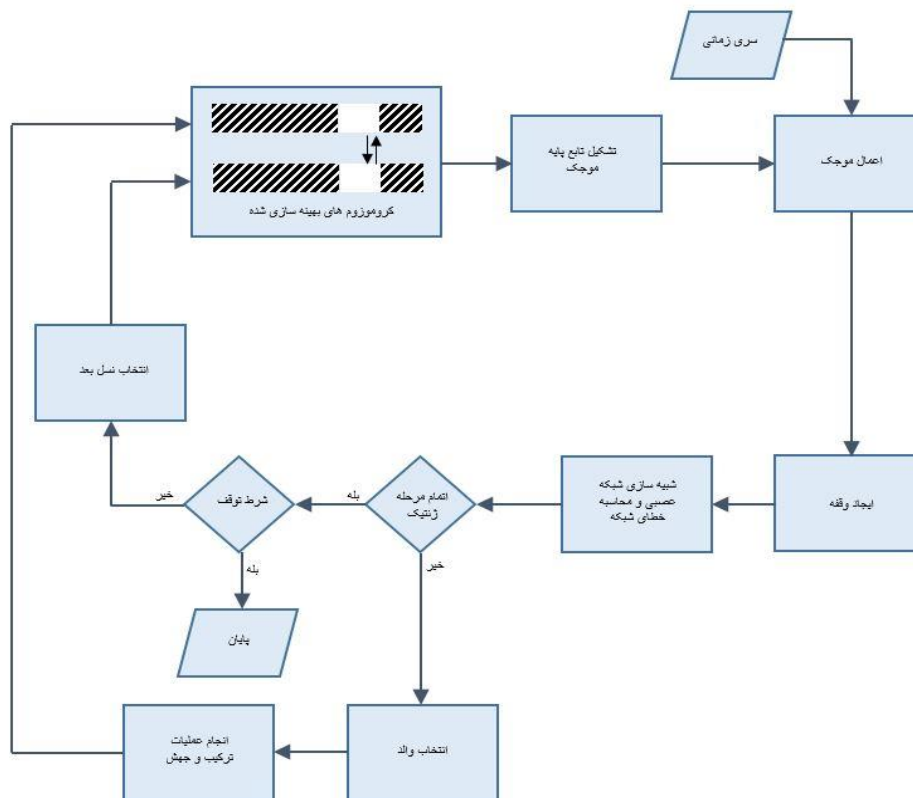 سری زمانی
کروموزوم های بهینه سازی شده
تشکیل تابع پایه
موجک
اعمال موجک
انتخاب نسل بعد
شرط توقف
خیر
بله
بله
اتمام مرحله
ژنتیک
خیر
شبیه سازی شبکه
عصبی و محاسبه
خطای شبکه
ایجاد وقفه
پایان
انجام عملیات
ترکیب و جهش
انتخاب والد